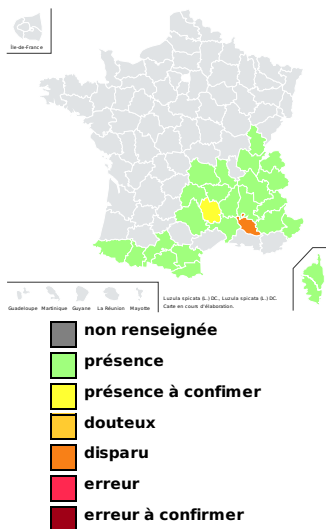 Île-de-France
Guadeloupe Martinique Guyane La Réunion Mayotte
Luzula spicata (L.) DC., Luzula spicata (L.) DC.
Carte en cours d'élaboration.
non renseignée
présence
présence à confimer
douteux
disparu
erreur
erreur à confirmer